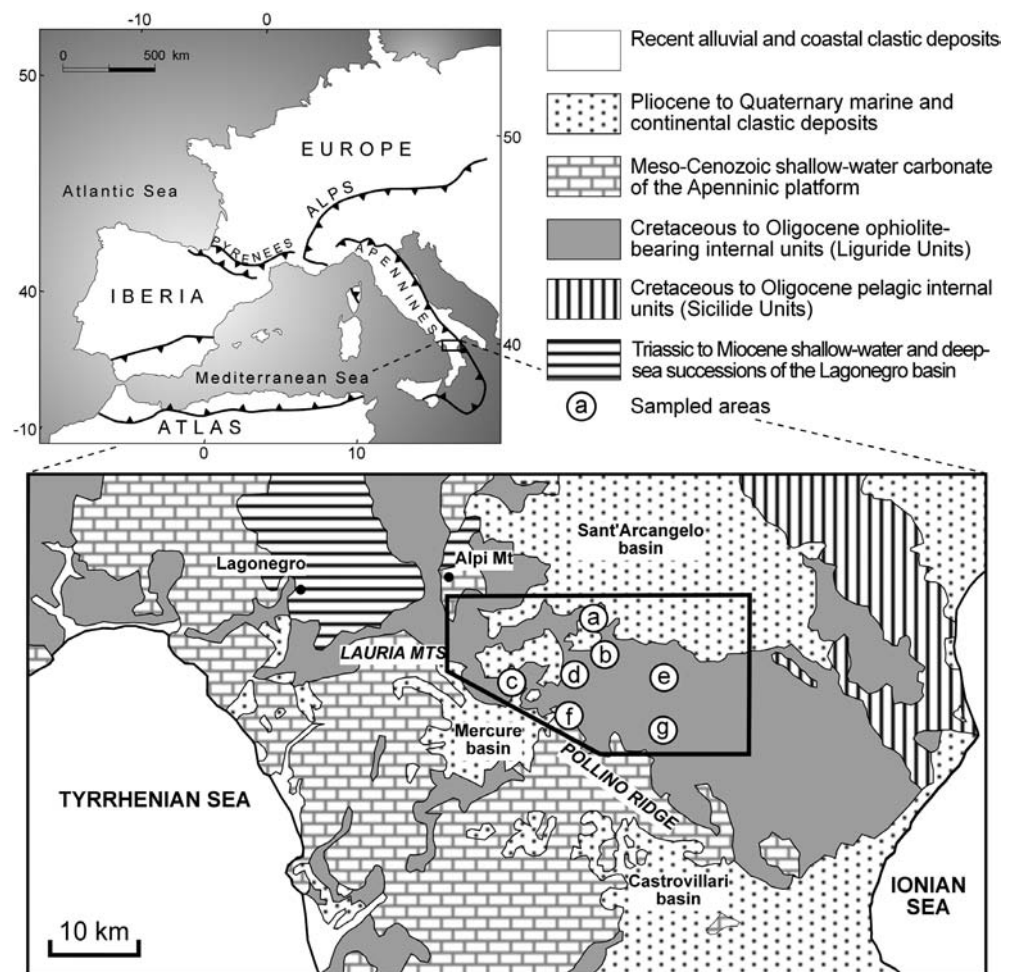 -10
0
0
500 km
50
50
EUROPE
Atlantic Sea
ALPS
PYRENEES
APENNINES
IBERIA
40
40
Mediterranean Sea
ATLAS
-10
0
10
Recent alluvial and coastal clastic deposits
Pliocene to Quaternary marine and
continental clastic deposits
Meso-Cenozoic shallow-water carbonate
of the Apenninic platform
Cretaceous to Oligocene ophiolite-
bearing internal units (Liguride Units)
Cretaceous to Oligocene pelagic internal
units (Sicilide Units)
Triassic to Miocene shallow-water and deep-
sea successions of the Lagonegro basin
a
Sampled areas
Sant'Arcangelo
basin
Lagonegro
Alpi Mt
LAURIA MTS
a
b
c
d
e
f
g
Mercure
basin
POLLINO RIDGE
TYRRHENIAN SEA
Castrovillari
basin
IONIAN
SEA
10 km